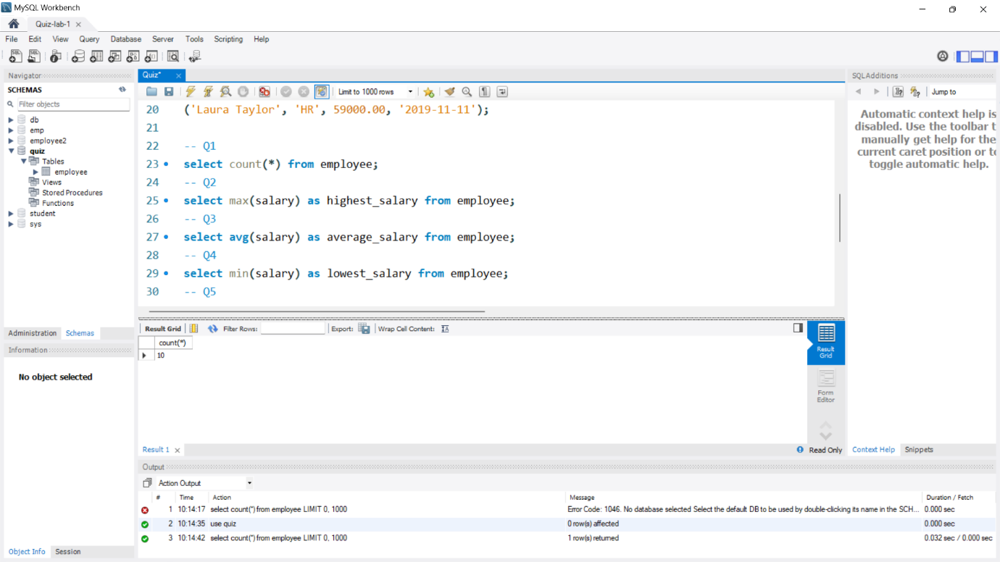 MySQL Workbench
Quiz-lab-1
File Edit View Query Database Server Tools Scripting Help
Navigator
SCHEMAS
Filter objects
db
emp
employee2
quiz
Tables
employee
Views
Stored Procedures
Functions
student
sys
Administration Schemas
Information
No object selected
Object Info Session
Quiz*
Limit to 1000 rows
20 ('Laura Taylor', 'HR', 59000.00, '2019-11-11');
21
22 -- Q1
23 select count(*) from employee;
24 -- Q2
25 select max(salary) as highest_salary from employee;
26 -- Q3
27 select avg(salary) as average_salary from employee;
28 -- Q4
29 select min(salary) as lowest_salary from employee;
30 -- Q5
Result Grid Filter Rows: Export: Wrap Cell Content:
count(*)
10
Result Grid
Form Editor
Result 1 Read Only
SQLAdditions
Jump to
Automatic context help is
disabled. Use the toolbar t
manually get help for the
current caret position or to
toggle automatic help.
Context Help Snippets
Output
Action Output
# Time Action Message Duration / Fetch
1 10:14:17 select count(*) from employee LIMIT 0, 1000 Error Code: 1046. No database selected Select the default DB to be used by double-clicking its name in the SCH... 0.000 sec
2 10:14:35 use quiz 0 row(s) affected 0.000 sec
3 10:14:42 select count(*) from employee LIMIT 0, 1000 1 row(s) returned 0.032 sec / 0.000 sec